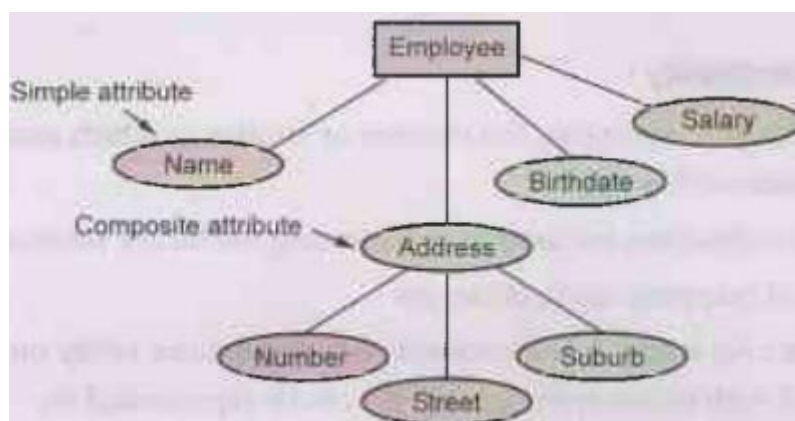 Employee
Simple attribute
Salary
Name
Birthdate
Composite attribute
Address
Number
Suburb
Street